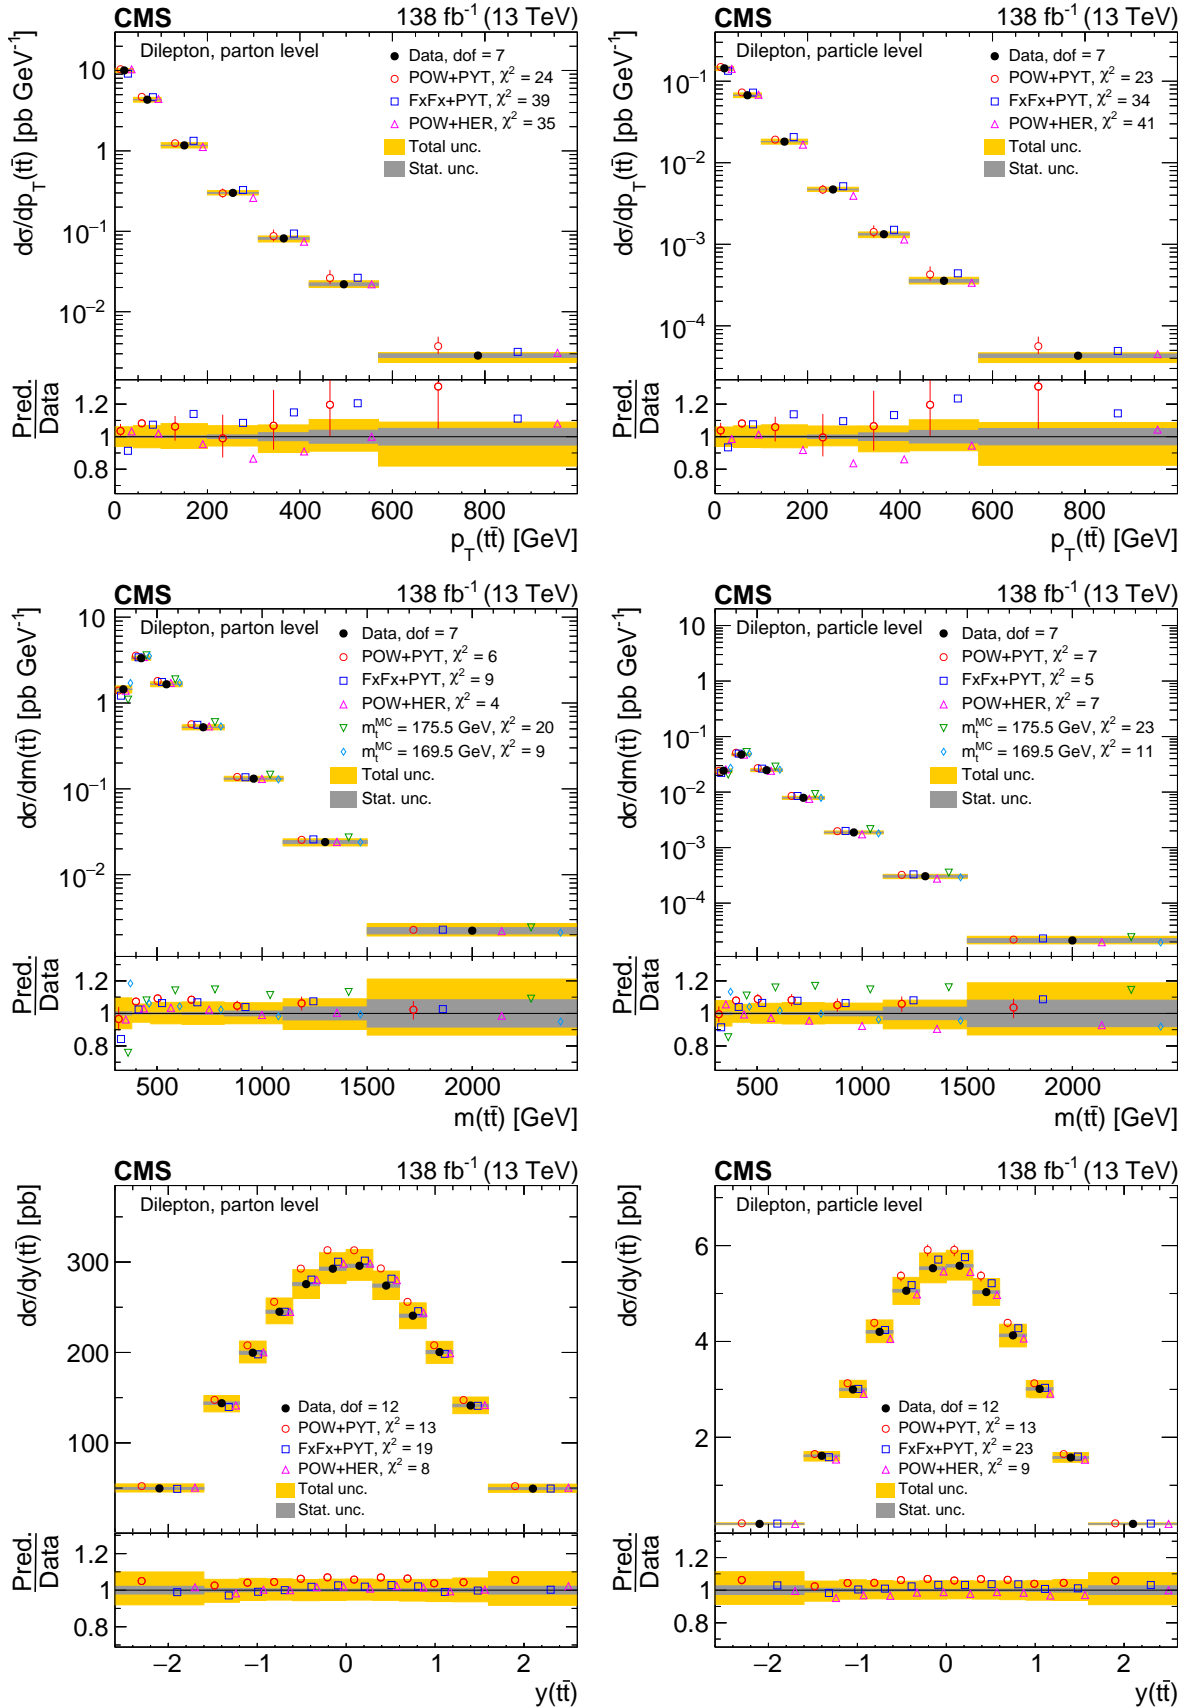 CMS 138 fb⁻¹ (13 TeV)
Dilepton, parton level
Data, dof = 7
POW+PYT, χ² = 24
FxFx+PYT, χ² = 39
POW+HER, χ² = 35
Total unc.
Stat. unc.
dσ/dp_T(tt̄) [pb GeV⁻¹]
10
1
10⁻¹
10⁻²
Pred.
Data
1.2
1
0.8
0 200 400 600 800
p_T(tt̄) [GeV]
CMS 138 fb⁻¹ (13 TeV)
Dilepton, particle level
Data, dof = 7
POW+PYT, χ² = 23
FxFx+PYT, χ² = 34
POW+HER, χ² = 41
Total unc.
Stat. unc.
dσ/dp_T(tt̄) [pb GeV⁻¹]
10⁻¹
10⁻²
10⁻³
10⁻⁴
Pred.
Data
1.2
1
0.8
0 200 400 600 800
p_T(tt̄) [GeV]
CMS 138 fb⁻¹ (13 TeV)
Dilepton, parton level
Data, dof = 7
POW+PYT, χ² = 6
FxFx+PYT, χ² = 9
POW+HER, χ² = 4
m_t^MC = 175.5 GeV, χ² = 20
m_t^MC = 169.5 GeV, χ² = 9
Total unc.
Stat. unc.
dσ/dm(tt̄) [pb GeV⁻¹]
10
1
10⁻¹
10⁻²
Pred.
Data
1.2
1
0.8
500 1000 1500 2000
m(tt̄) [GeV]
CMS 138 fb⁻¹ (13 TeV)
Dilepton, particle level
Data, dof = 7
POW+PYT, χ² = 7
FxFx+PYT, χ² = 5
POW+HER, χ² = 7
m_t^MC = 175.5 GeV, χ² = 23
m_t^MC = 169.5 GeV, χ² = 11
Total unc.
Stat. unc.
dσ/dm(tt̄) [pb GeV⁻¹]
10
1
10⁻¹
10⁻²
10⁻³
10⁻⁴
Pred.
Data
1.2
1
0.8
500 1000 1500 2000
m(tt̄) [GeV]
CMS 138 fb⁻¹ (13 TeV)
Dilepton, parton level
Data, dof = 12
POW+PYT, χ² = 13
FxFx+PYT, χ² = 19
POW+HER, χ² = 8
Total unc.
Stat. unc.
dσ/dy(tt̄) [pb]
300
200
100
Pred.
Data
1.2
1
0.8
−2 −1 0 1 2
y(tt̄)
CMS 138 fb⁻¹ (13 TeV)
Dilepton, particle level
Data, dof = 12
POW+PYT, χ² = 13
FxFx+PYT, χ² = 23
POW+HER, χ² = 9
Total unc.
Stat. unc.
dσ/dy(tt̄) [pb]
6
4
2
Pred.
Data
1.2
1
0.8
−2 −1 0 1 2
y(tt̄)